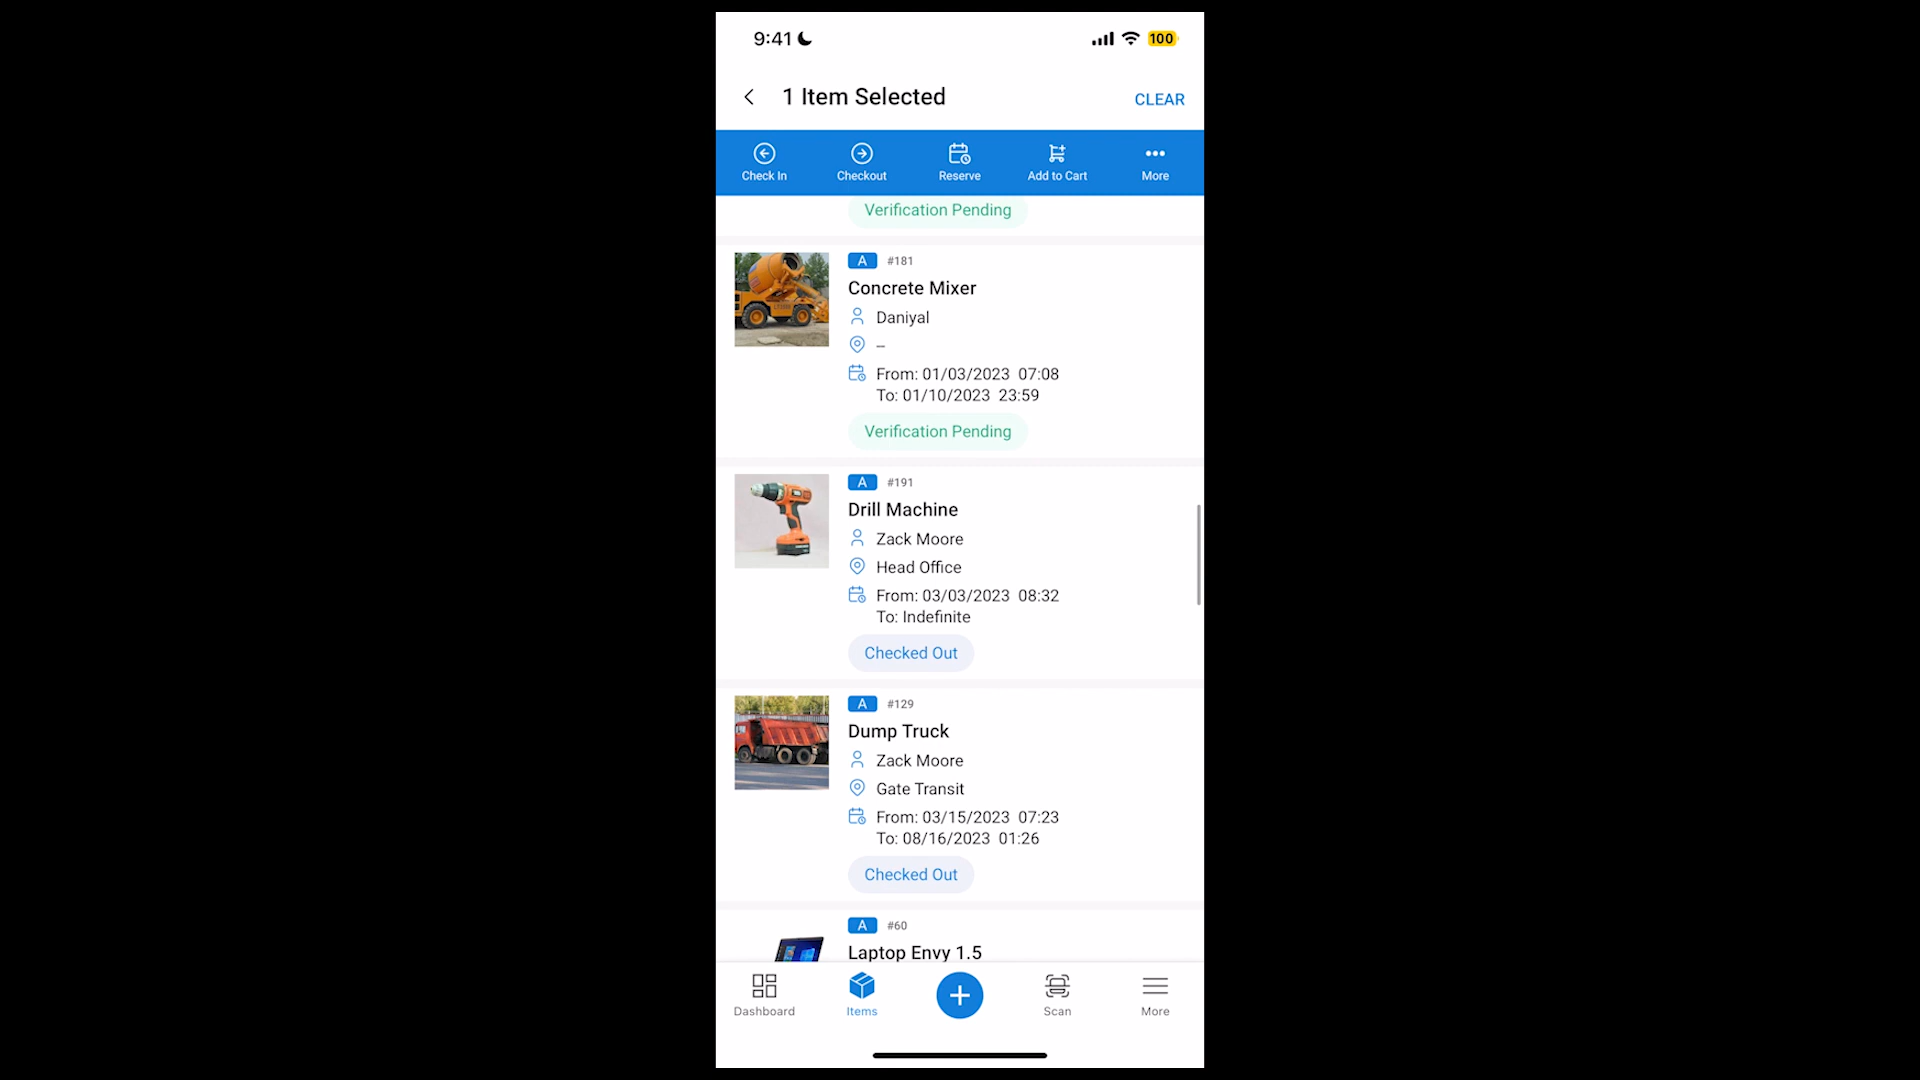 9:41
100
1 Item Selected
CLEAR
Check In
Checkout
Reserve
Add to Cart
More
Verification Pending
A #181
Concrete Mixer
Daniyal
–
From: 01/03/2023 07:08
To: 01/10/2023 23:59
Verification Pending
A #191
Drill Machine
Zack Moore
Head Office
From: 03/03/2023 08:32
To: Indefinite
Checked Out
A #129
Dump Truck
Zack Moore
Gate Transit
From: 03/15/2023 07:23
To: 08/16/2023 01:26
Checked Out
A #60
Laptop Envy 1.5
Dashboard
Items
Scan
More